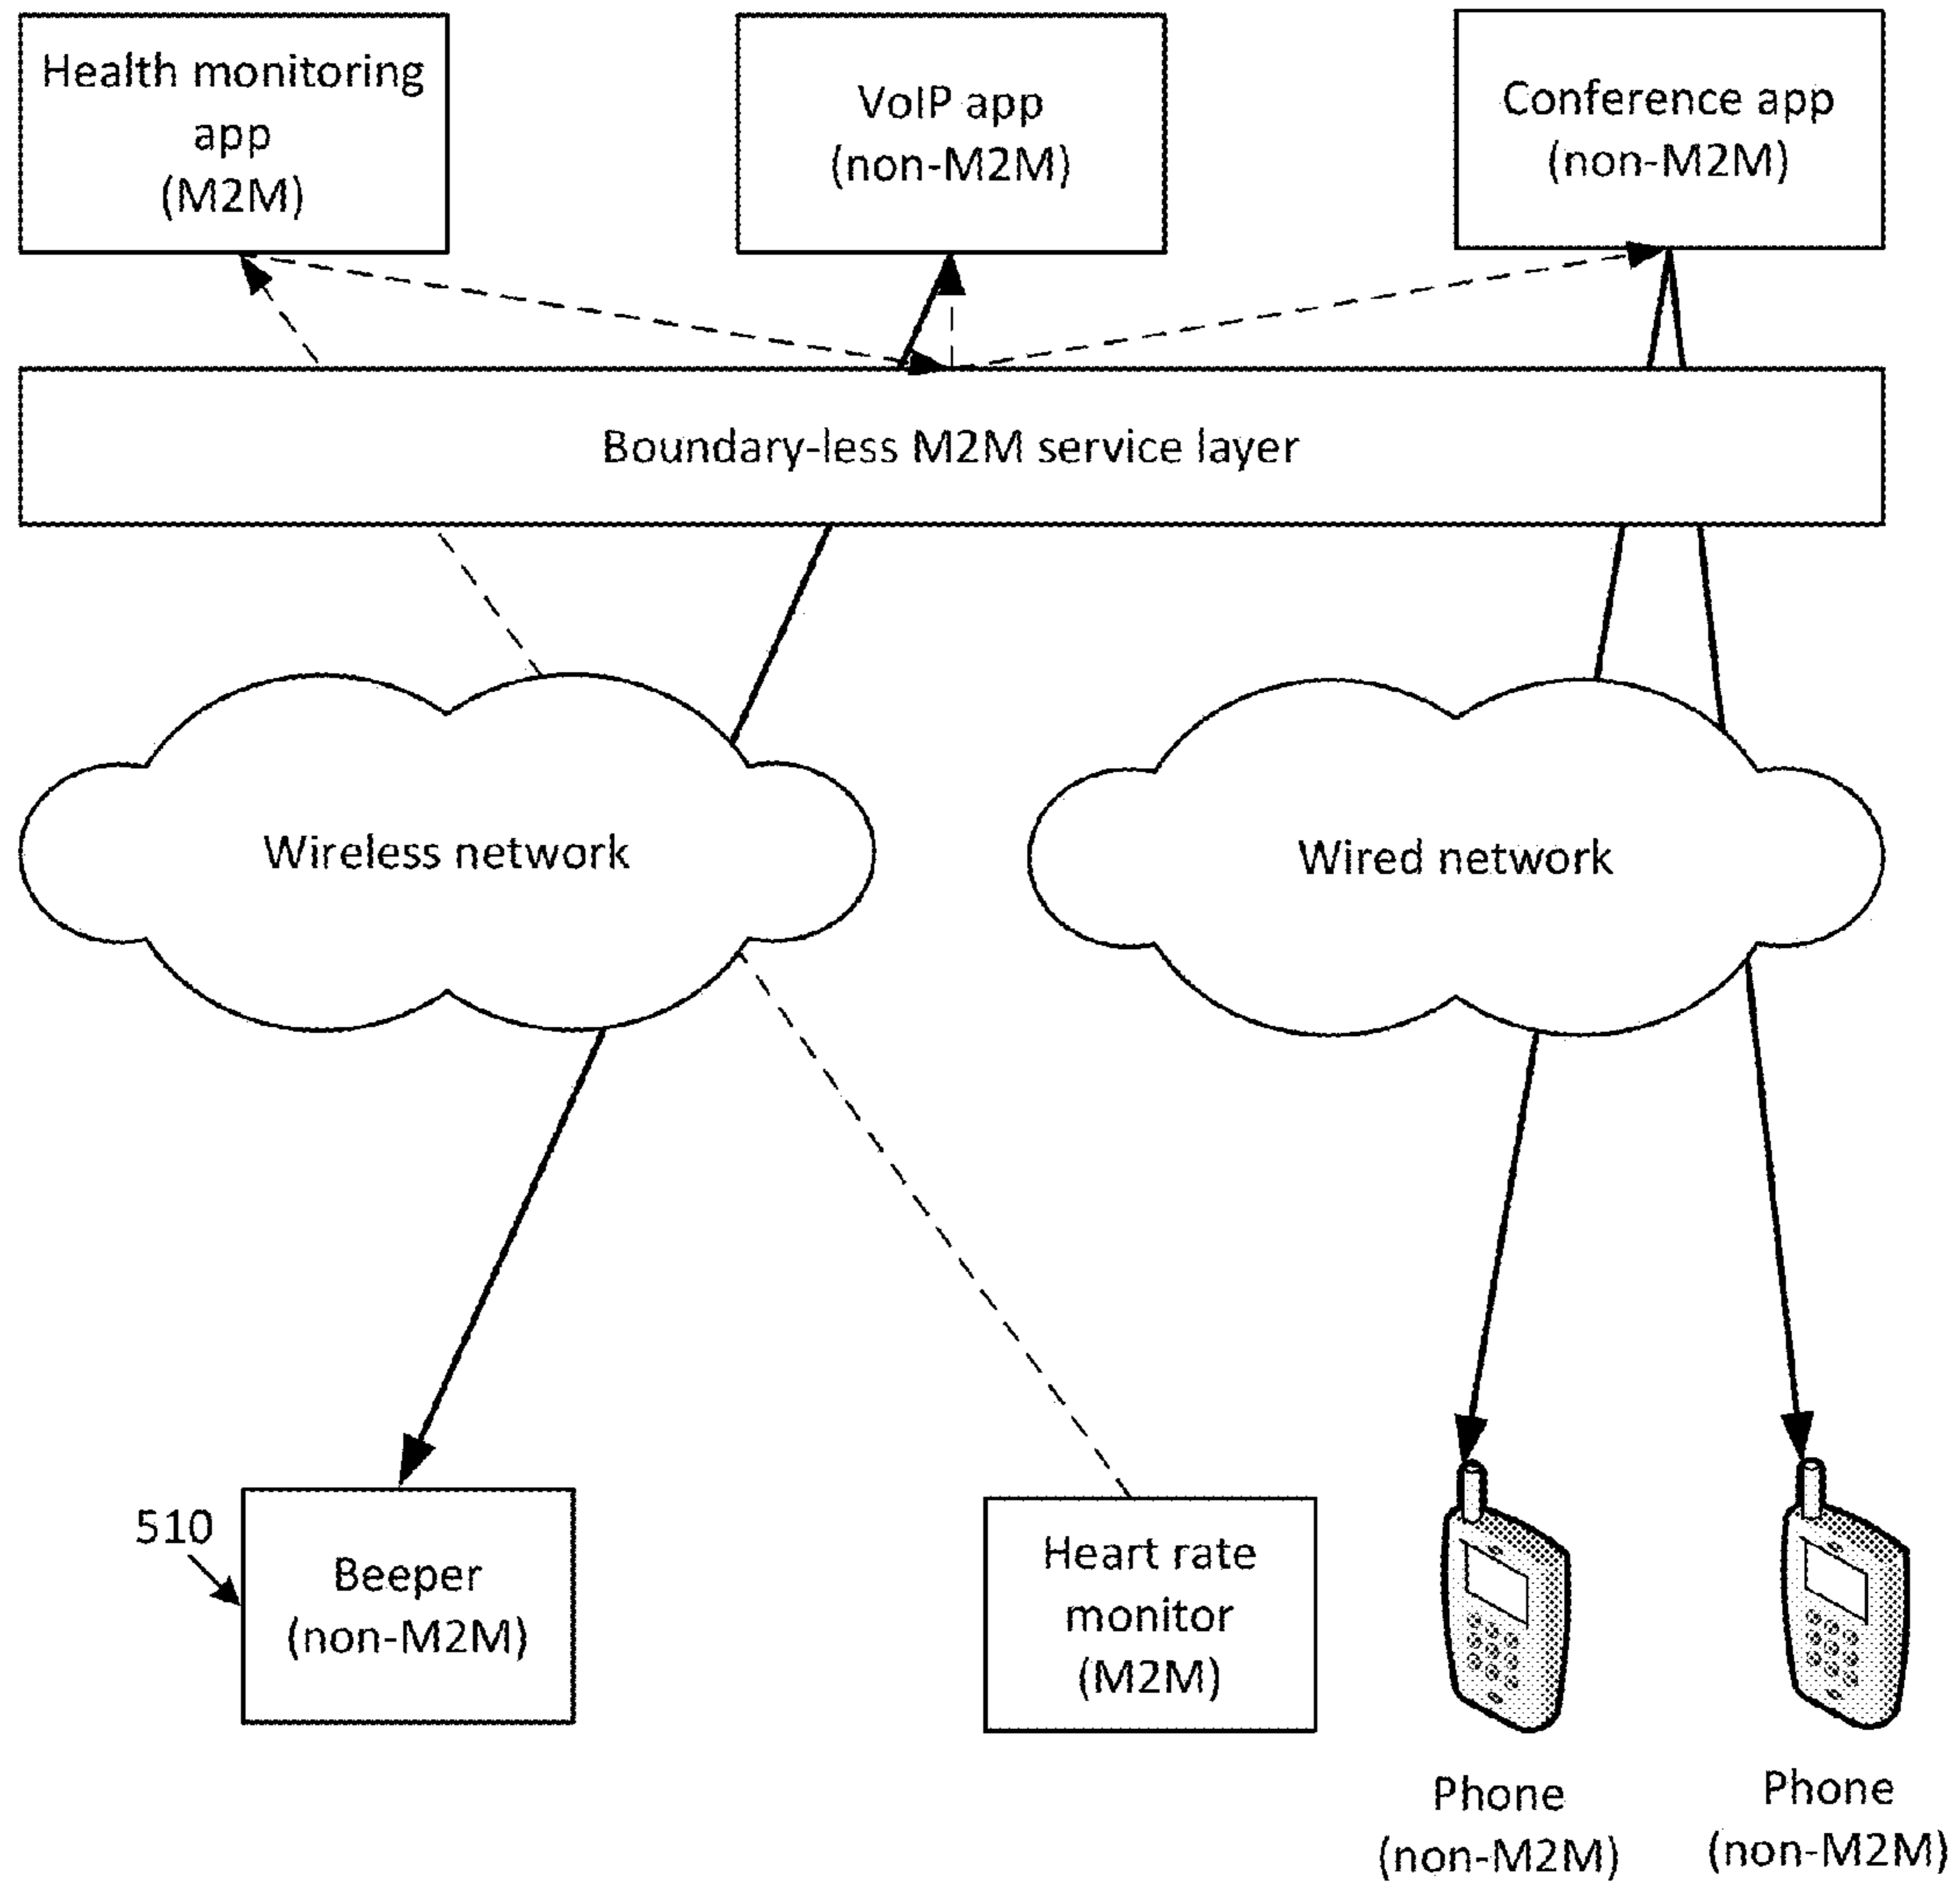 Health monitoring
app
(M2M)
VoIP app
(non-M2M)
Conference app
(non-M2M)
Boundary-less M2M service layer
Wireless network
Wired network
510
Beeper
(non-M2M)
Heart rate
monitor
(M2M)
Phone
(non-M2M)
Phone
(non-M2M)